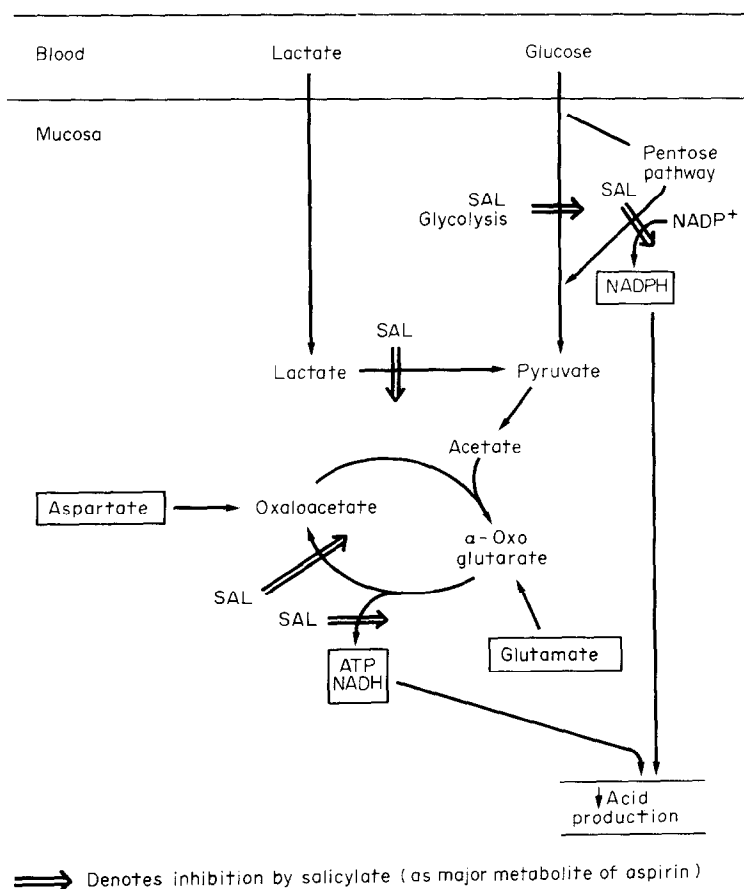 Blood
Lactate
Glucose
Mucosa
Pentose
pathway
SAL
Glycolysis
SAL
NADP+
NADPH
SAL
Lactate
Pyruvate
Acetate
Aspartate
Oxaloacetate
α-Oxo
glutarate
SAL
SAL
Glutamate
ATP
NADH
↓Acid
production
⇒ Denotes inhibition by salicylate (as major metabolite of aspirin)